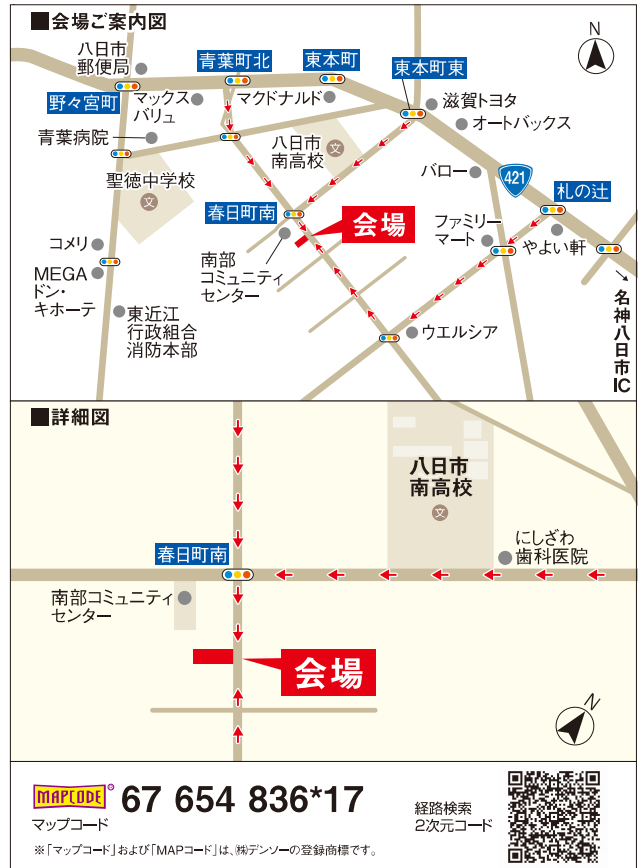 ■会場ご案内図
N
八日市
郵便局
青葉町北
東本町
東本町東
野々宮町
マックス
バリュ
マクドナルド
滋賀トヨタ
オートバックス
青葉病院
八日市
南高校
文
バロー
421
札の辻
聖徳中学校
文
春日町南
会場
ファミリー
マート
やよい軒
コメリ
MEGA
ドン・
キホーテ
南部
コミュニティ
センター
東近江
行政組合
消防本部
ウエルシア
→名神八日市IC
■詳細図
八日市
南高校
文
にしざわ
歯科医院
春日町南
南部コミュニティ
センター
会場
N
MAPCODE®
マップコード
67 654 836*17
経路検索
2次元コード
※「マップコード」および「MAPコード」は、㈱デンソーの登録商標です。